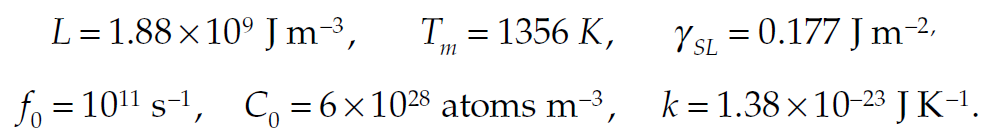 L = 1.88 × 10⁹ J m⁻³, Tₘ = 1356 K, γ_SL = 0.177 J m⁻²,
f₀ = 10¹¹ s⁻¹, C₀ = 6 × 10²⁸ atoms m⁻³, k = 1.38 × 10⁻²³ J K⁻¹.